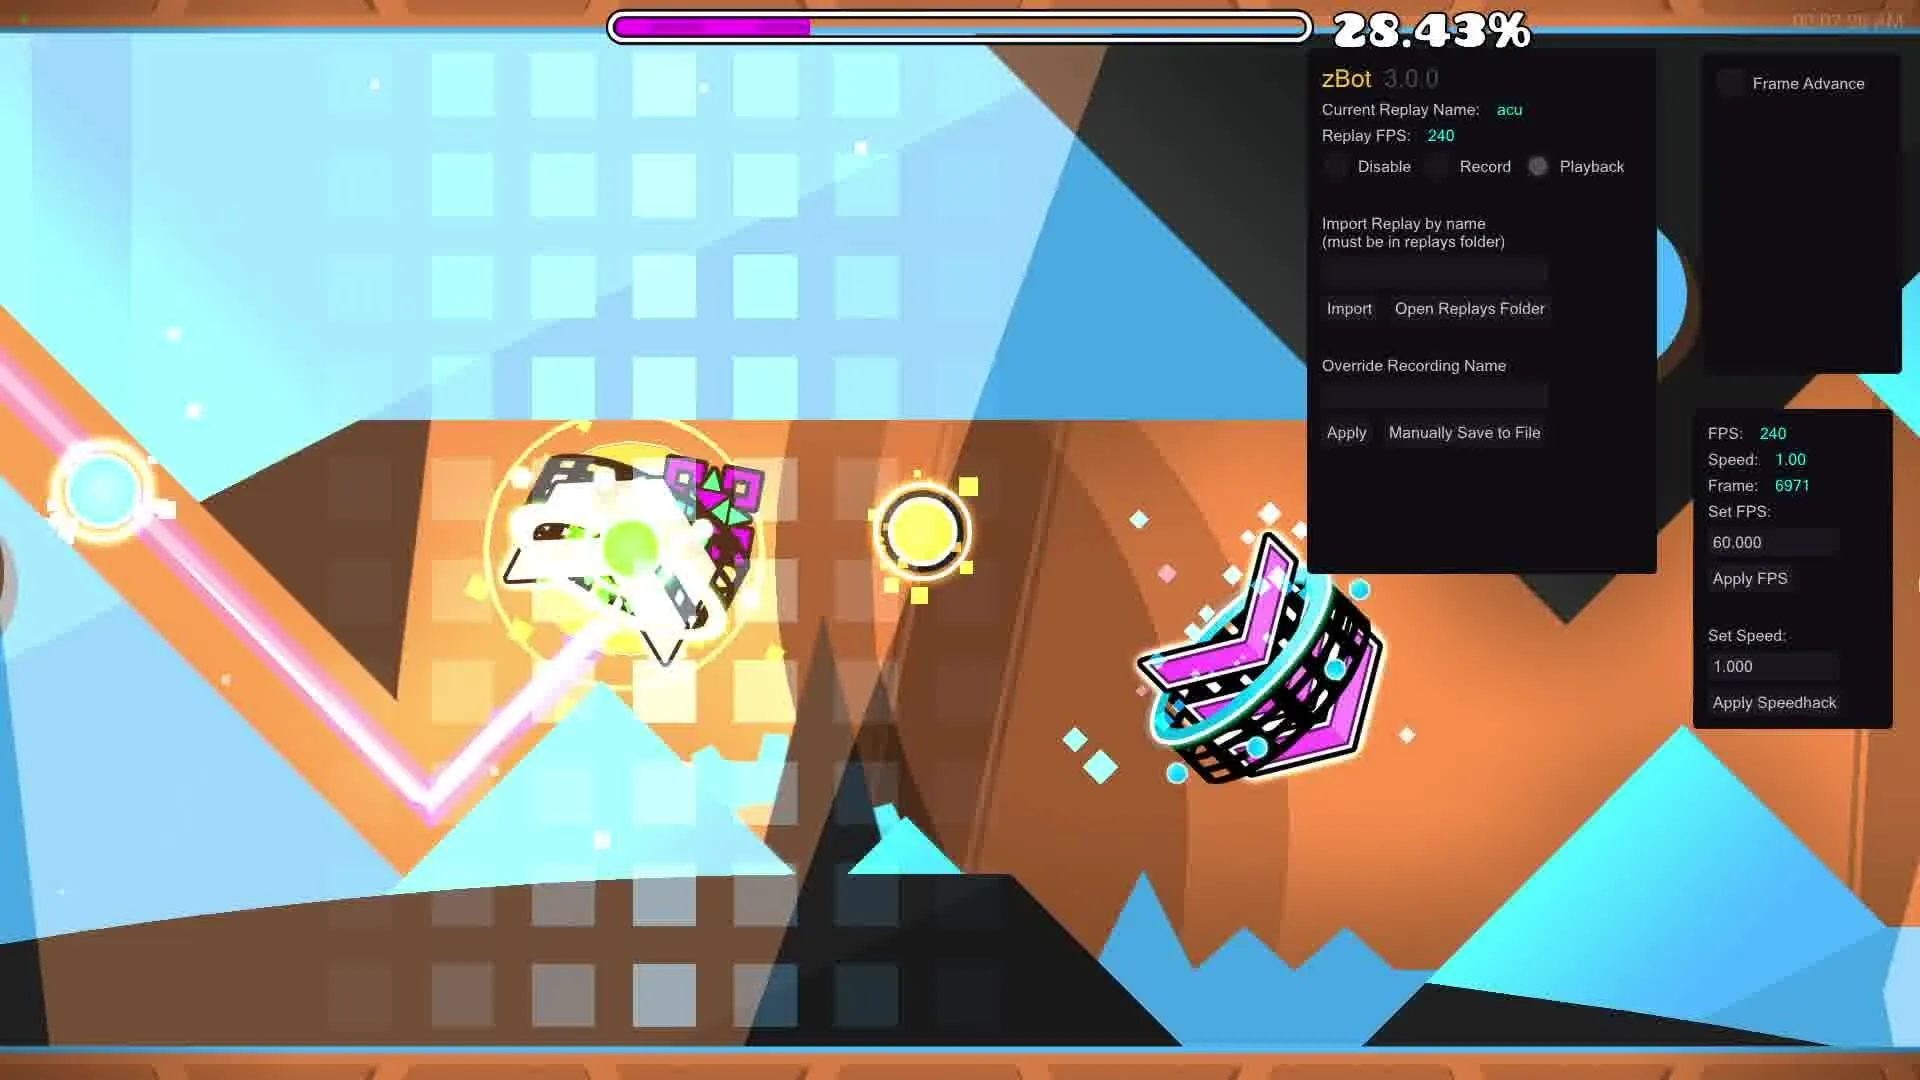 28.43%
zBot 3.0.0
Current Replay Name: acu
Replay FPS: 240
Disable Record Playback
Import Replay by name
(must be in replays folder)
Import Open Replays Folder
Override Recording Name
Apply Manually Save to File
Frame Advance
FPS: 240
Speed: 1.00
Frame: 6971
Set FPS:
60.000
Apply FPS
Set Speed:
1.000
Apply Speedhack